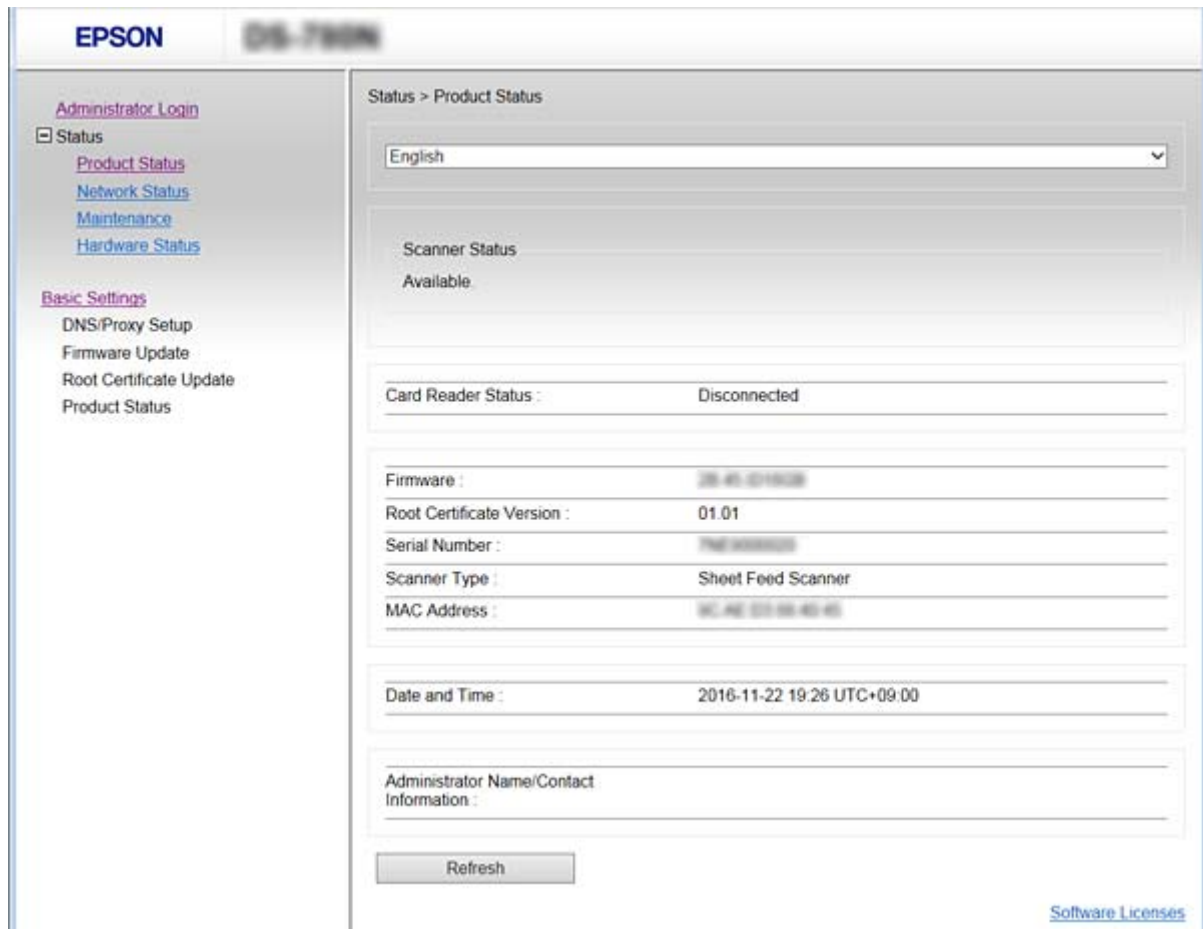 EPSON
Administrator Login
Status
Product Status
Network Status
Maintenance
Hardware Status
Basic Settings
DNS/Proxy Setup
Firmware Update
Root Certificate Update
Product Status
Status > Product Status
English
Scanner Status
Available.
Card Reader Status : Disconnected
Firmware :
Root Certificate Version : 01.01
Serial Number :
Scanner Type : Sheet Feed Scanner
MAC Address :
Date and Time : 2016-11-22 19:26 UTC+09:00
Administrator Name/Contact
Information :
Refresh
Software Licenses